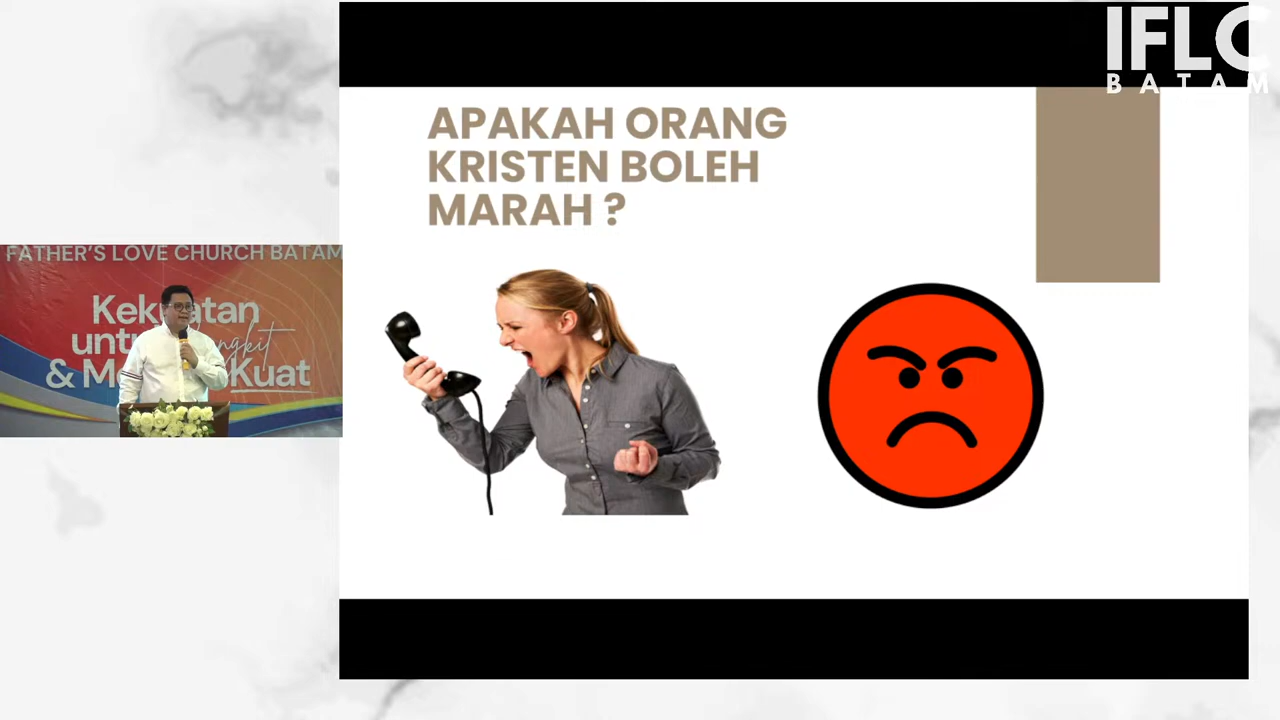 IFLC
BATAM
APAKAH ORANG
KRISTEN BOLEH
MARAH ?
FATHER'S LOVE CHURCH BATAM
& Kuat